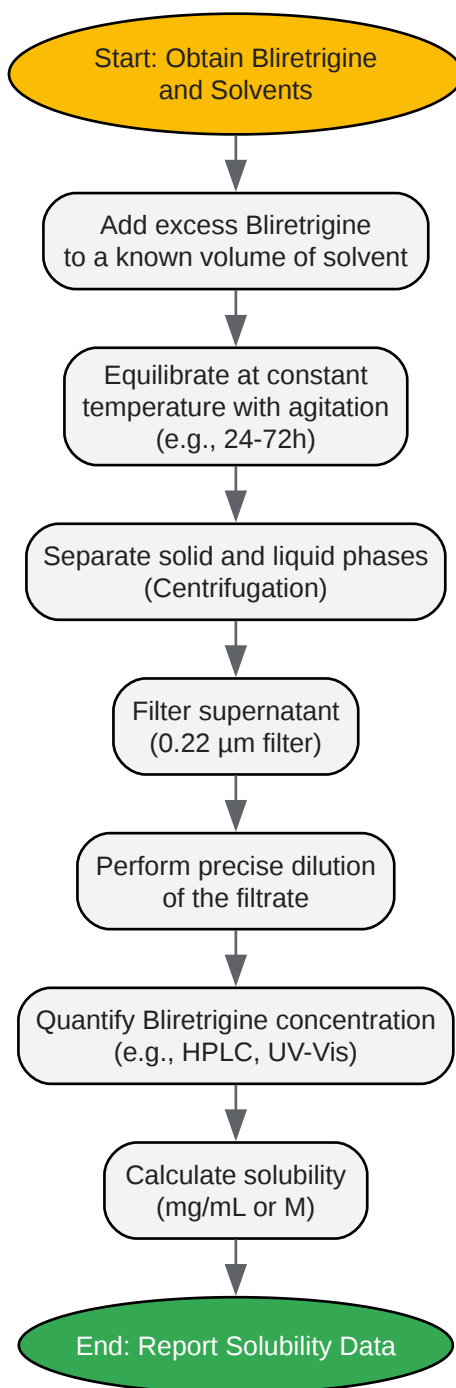 Start: Obtain Bliretrigine
and Solvents
Add excess Bliretrigine
to a known volume of solvent
Equilibrate at constant
temperature with agitation
(e.g., 24-72h)
Separate solid and liquid phases
(Centrifugation)
Filter supernatant
(0.22 µm filter)
Perform precise dilution
of the filtrate
Quantify Bliretrigine concentration
(e.g., HPLC, UV-Vis)
Calculate solubility
(mg/mL or M)
End: Report Solubility Data